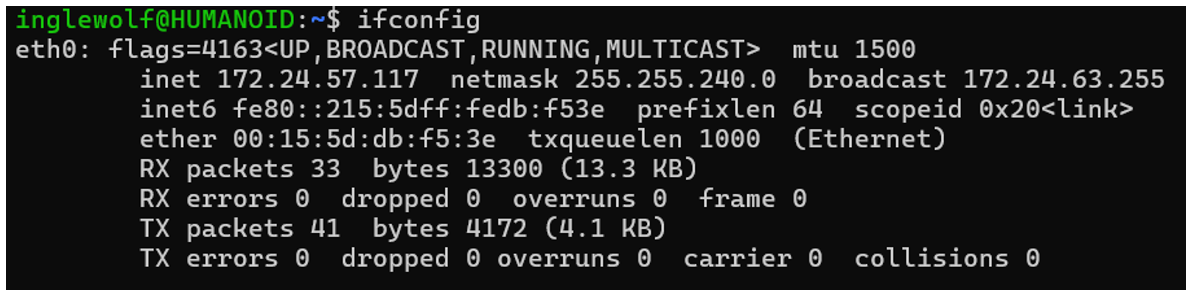 inglewolf@HUMANOID:~$ ifconfig
eth0: flags=4163<UP,BROADCAST,RUNNING,MULTICAST>  mtu 1500
        inet 172.24.57.117  netmask 255.255.240.0  broadcast 172.24.63.255
        inet6 fe80::215:5dff:fedb:f53e  prefixlen 64  scopeid 0x20<link>
        ether 00:15:5d:db:f5:3e  txqueuelen 1000  (Ethernet)
        RX packets 33  bytes 13300 (13.3 KB)
        RX errors 0  dropped 0  overruns 0  frame 0
        TX packets 41  bytes 4172 (4.1 KB)
        TX errors 0  dropped 0 overruns 0  carrier 0  collisions 0